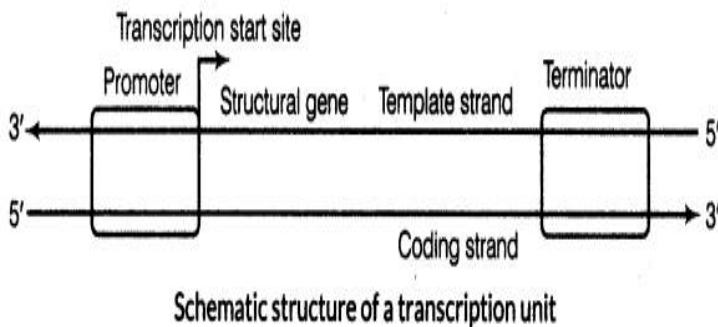 Transcription start site
Promoter
Terminator
Structural gene
Template strand
3′
5′
5′
3′
Coding strand
Schematic structure of a transcription unit